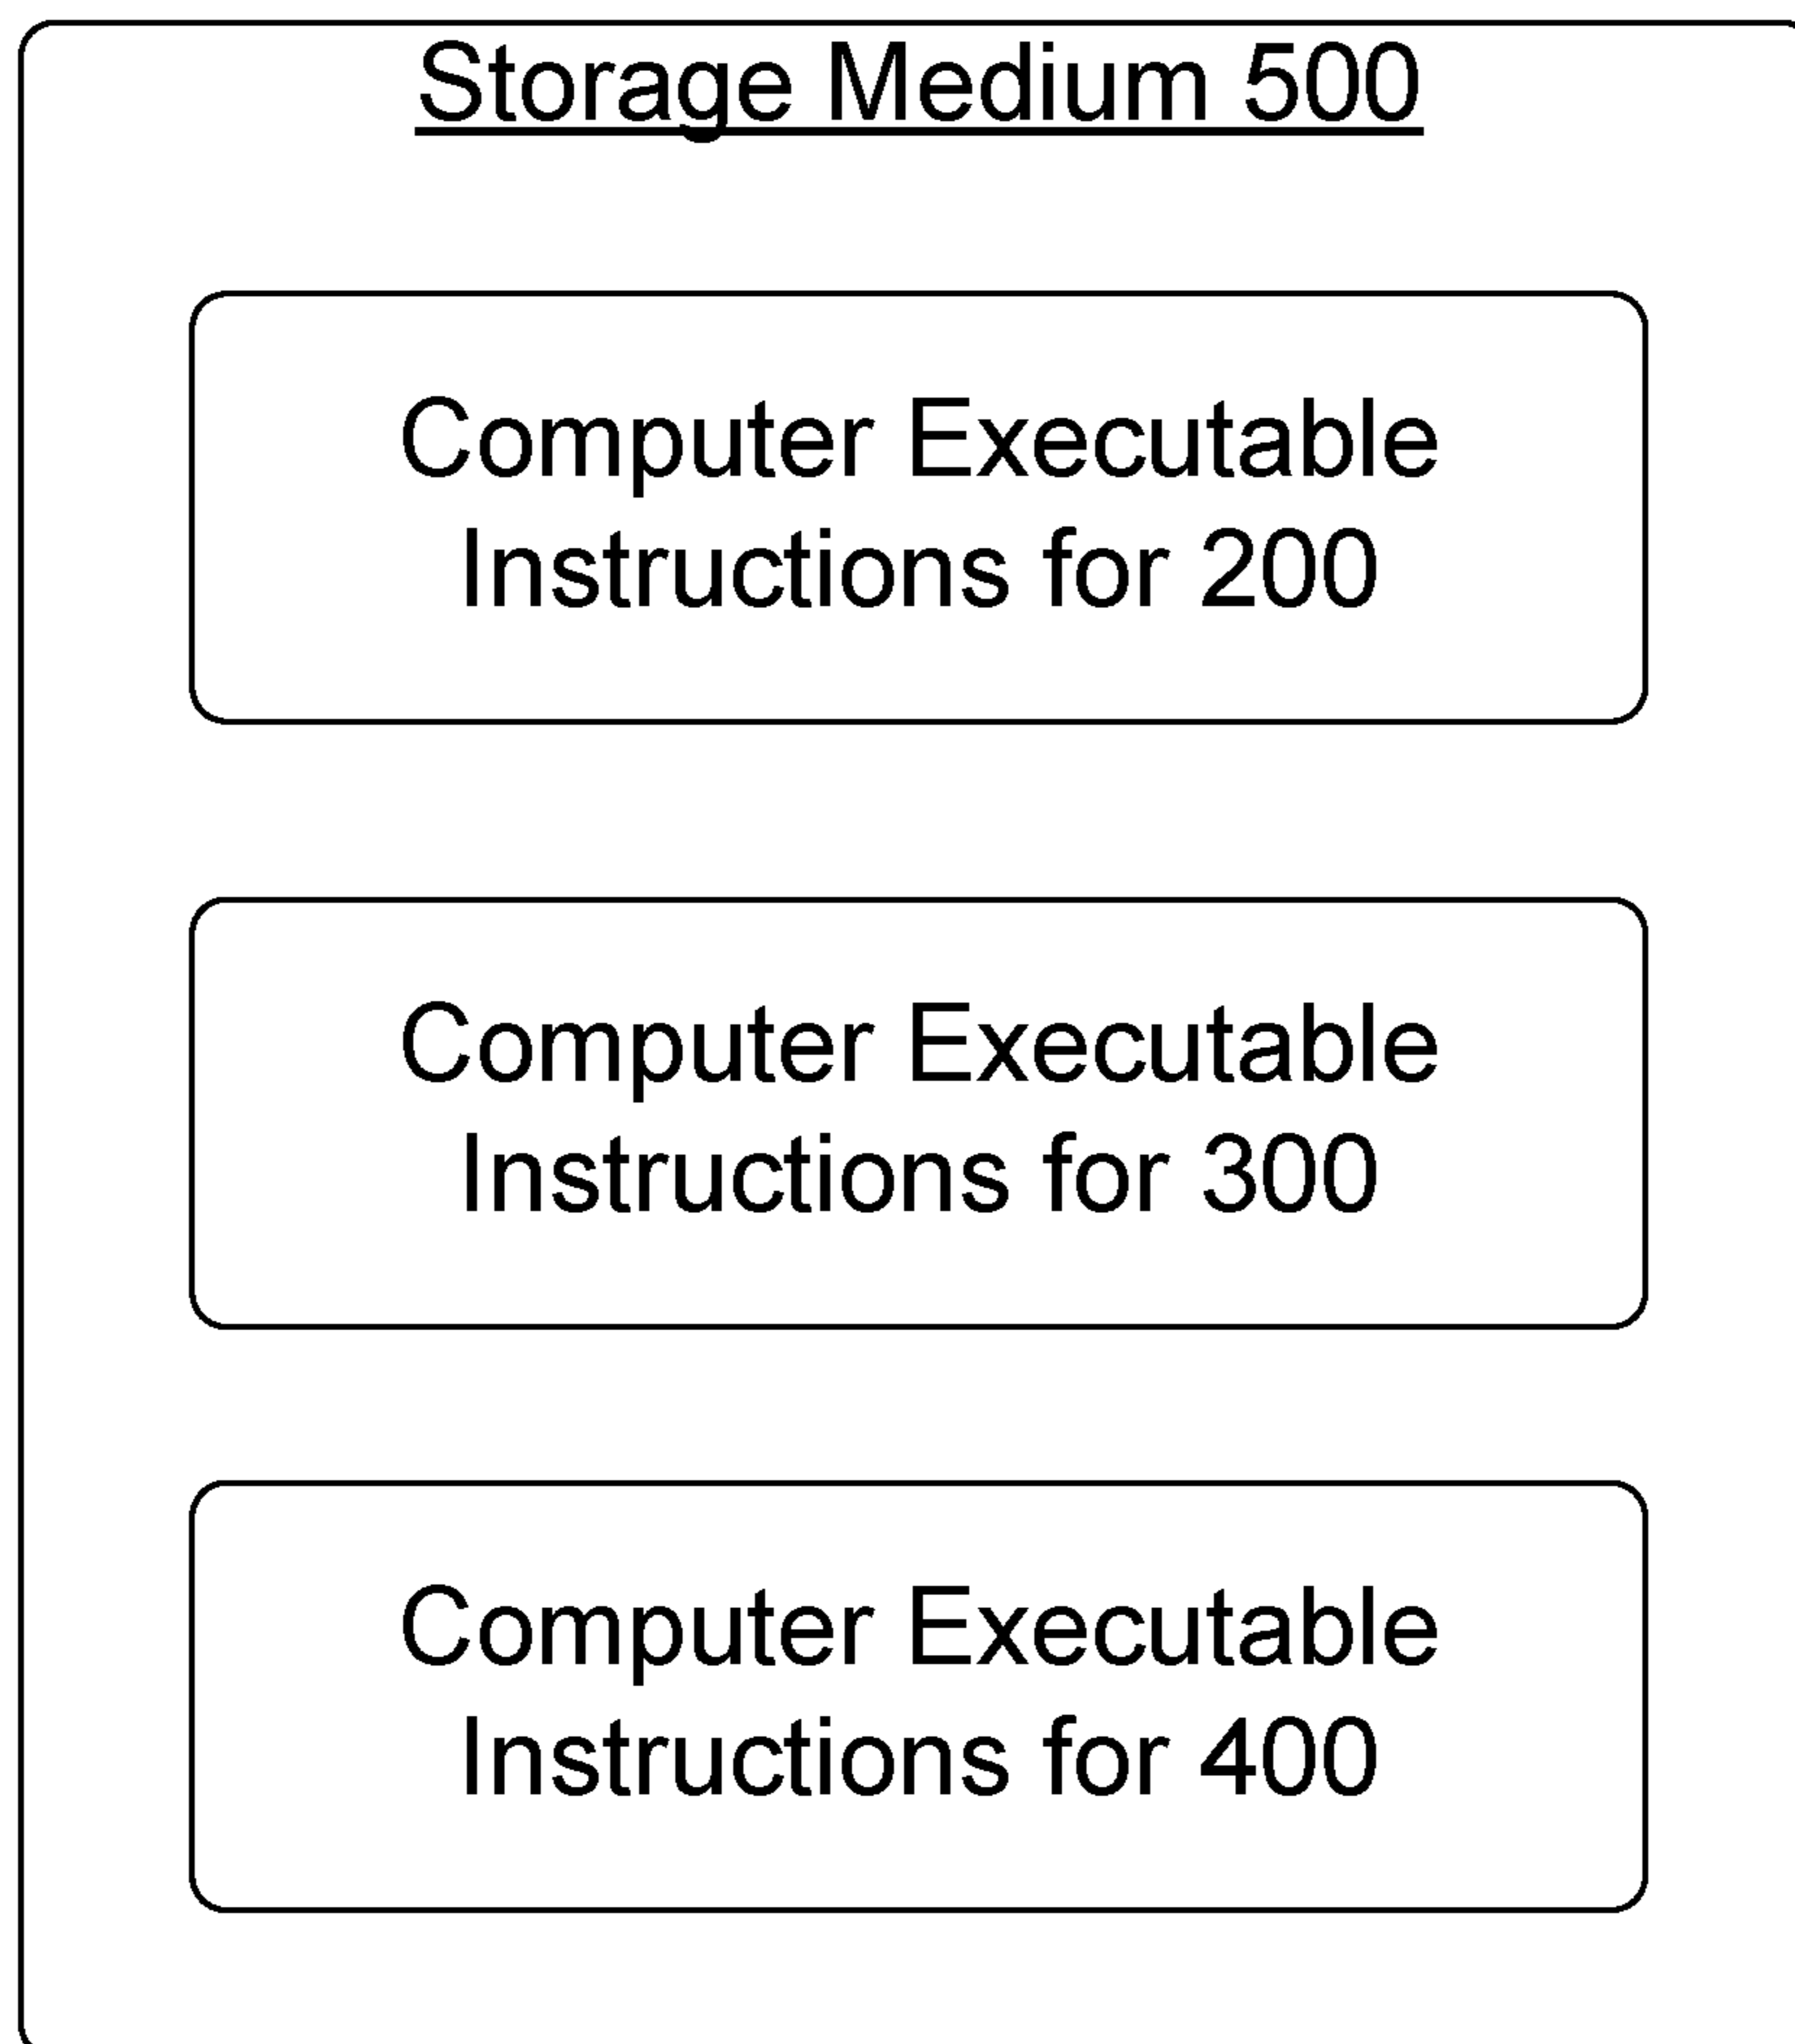 Storage Medium 500
Computer Executable
Instructions for 200
Computer Executable
Instructions for 300
Computer Executable
Instructions for 400